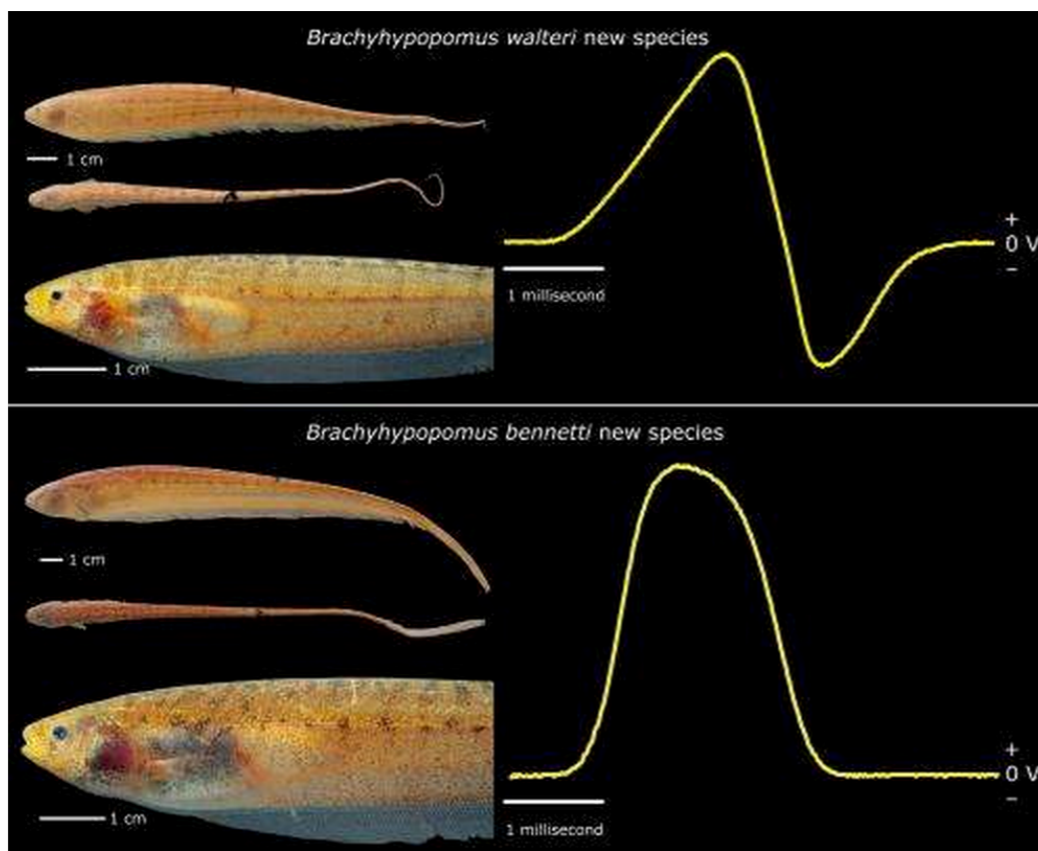 Brachyhypopomus walteri new species
1 cm
1 cm
+
0 V
–
1 millisecond
Brachyhypopomus bennetti new species
1 cm
1 cm
+
0 V
–
1 millisecond